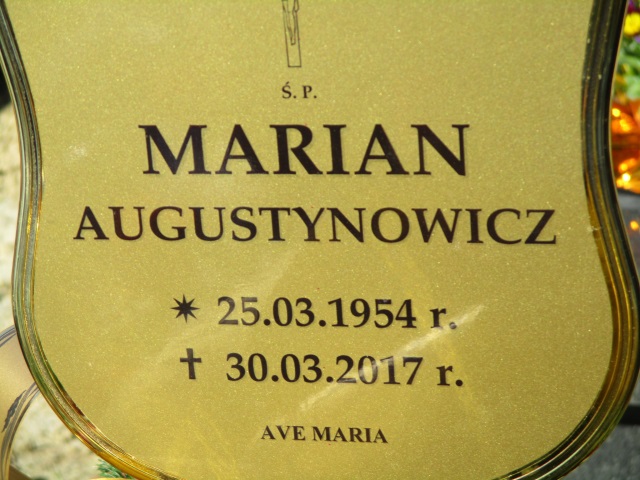 Ś. P.
MARIAN
AUGUSTYNOWICZ
✷ 25.03.1954 r.
✝ 30.03.2017 r.
AVE MARIA